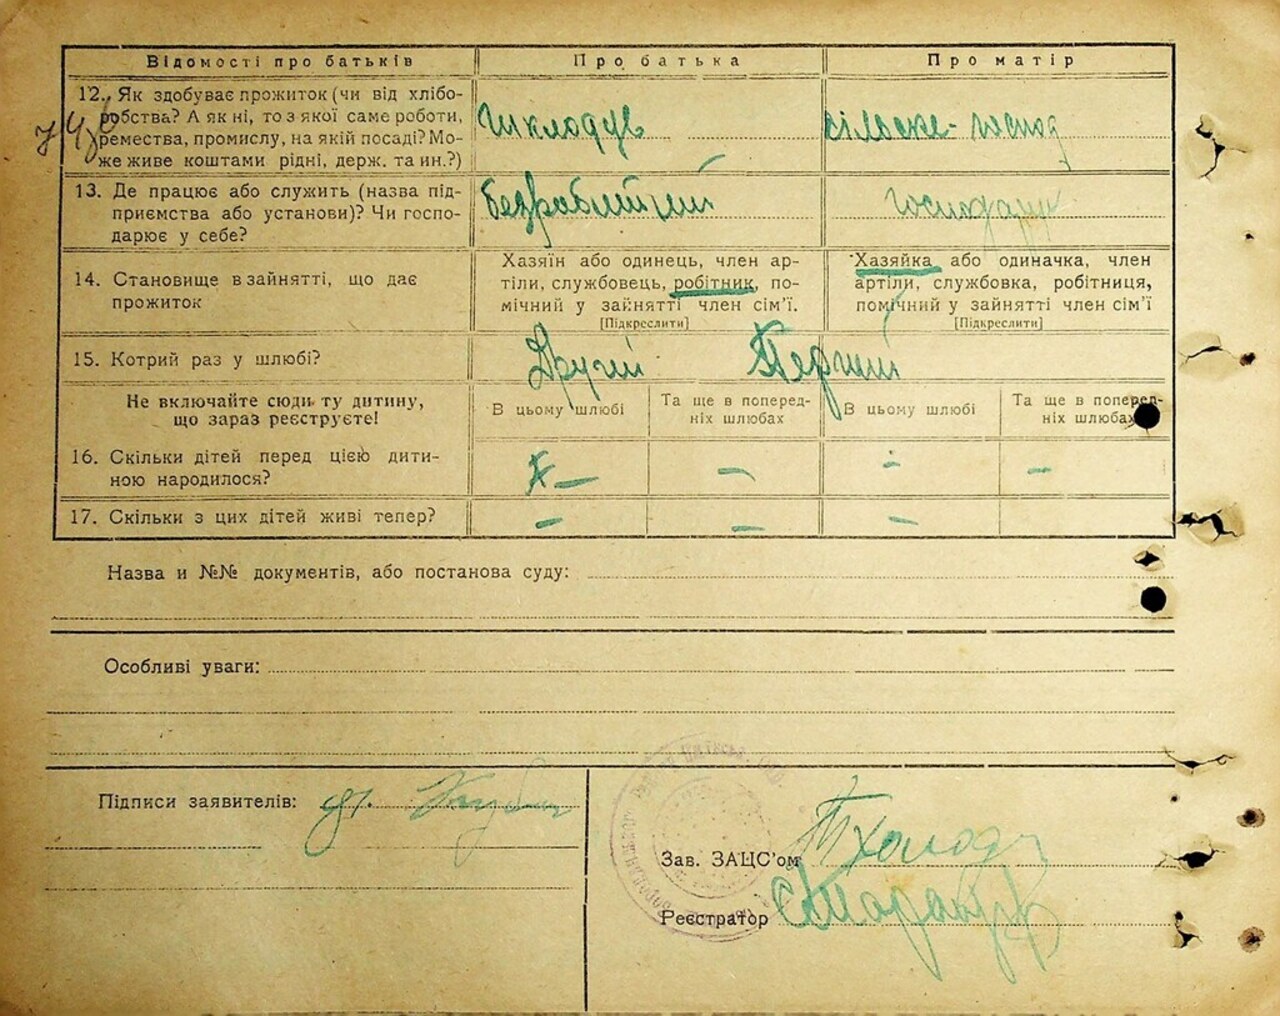 Відомості про батьків Про батька Про матір
12. Як здобуває прожиток (чи від хлібо-
робства? А як ні, то з якої саме роботи,
ремества, промислу, на якій посаді? Мо-
же живе коштами рідні, держ. та ин.?)
шклодув сільське-господ
13. Де працює або служить (назва під-
приємства або установи)? Чи госпо-
дарює у себе?
безробітний господарує
14. Становище в зайнятті, що дає
прожиток
Хазяїн або одинець, член ар-
тіли, службовець, робітник, по-
мічний у зайнятті член сім'ї.
[Підкреслити]
Хазяйка або одиначка, член
артіли, службовка, робітниця,
помічний у зайнятті член сім'ї
[Підкреслити]
15. Котрий раз у шлюбі? Другий Перший
Не включайте сюди ту дитину,
що зараз реєструєте!
В цьому шлюбі
Та ще в поперед-
ніх шлюбах
В цьому шлюбі
Та ще в поперед-
ніх шлюбах
16. Скільки дітей перед цією дити-
ною народилося?
– – – –
17. Скільки з цих дітей живі тепер?
– – –
Назва и №№ документів, або постанова суду:
Особливі уваги:
Підписи заявителів:
Зав. ЗАЦС'ом
Реєстратор